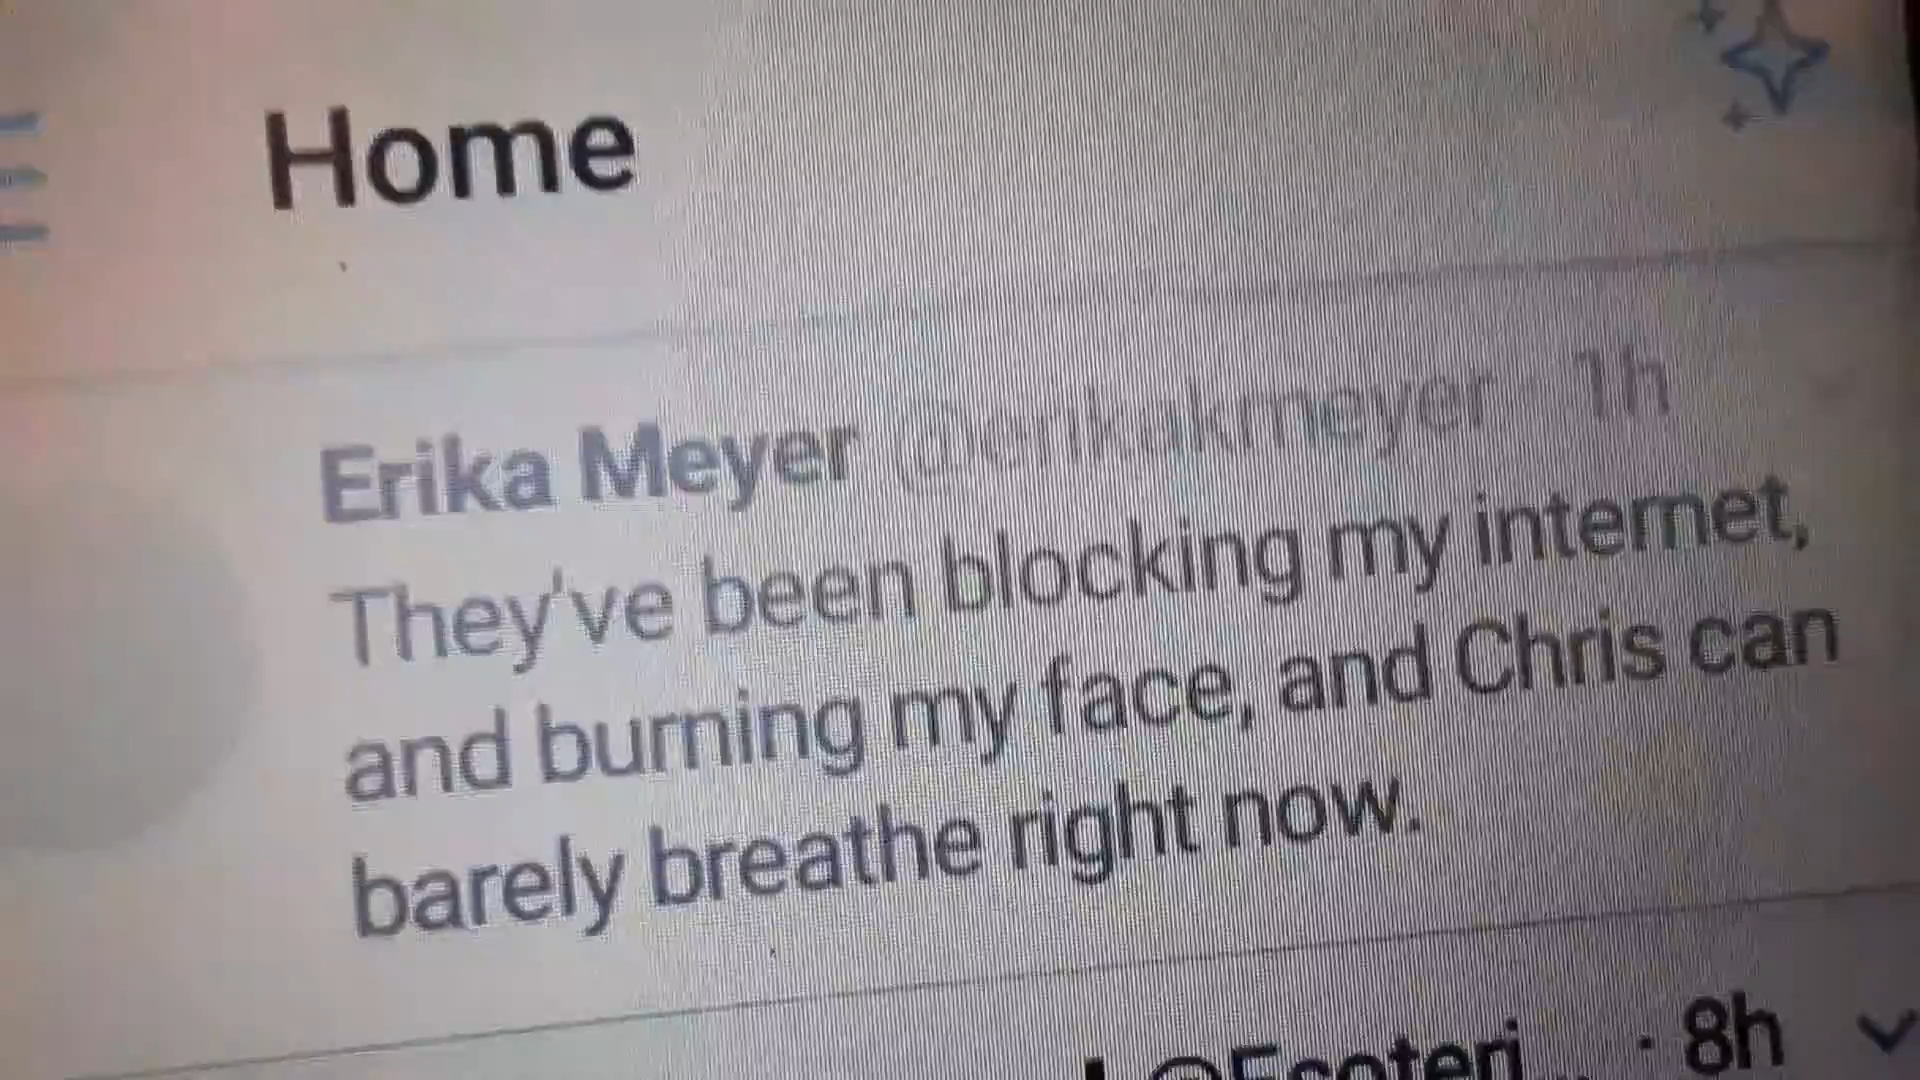 Home
Erika Meyer @erikakmeyer · 1h
They've been blocking my internet,
and burning my face, and Chris can
barely breathe right now.
· 8h